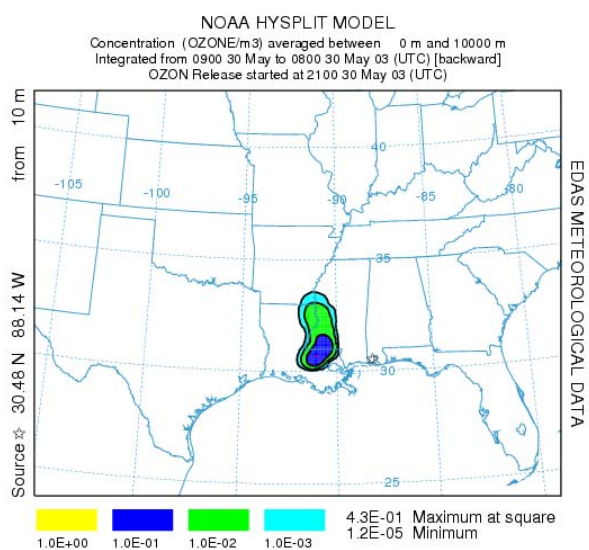 NOAA HYSPLIT MODEL
Concentration (OZONE/m3) averaged between 0 m and 10000 m
Integrated from 0900 30 May to 0800 30 May 03 (UTC) [backward]
OZON Release started at 2100 30 May 03 (UTC)
Source ☆ 30.48 N 88.14 W from 10 m
EDAS METEOROLOGICAL DATA
-105
-100
-95
-90
-85
-80
40
35
30
25
1.0E+00
1.0E-01
1.0E-02
1.0E-03
4.3E-01 Maximum at square
1.2E-05 Minimum